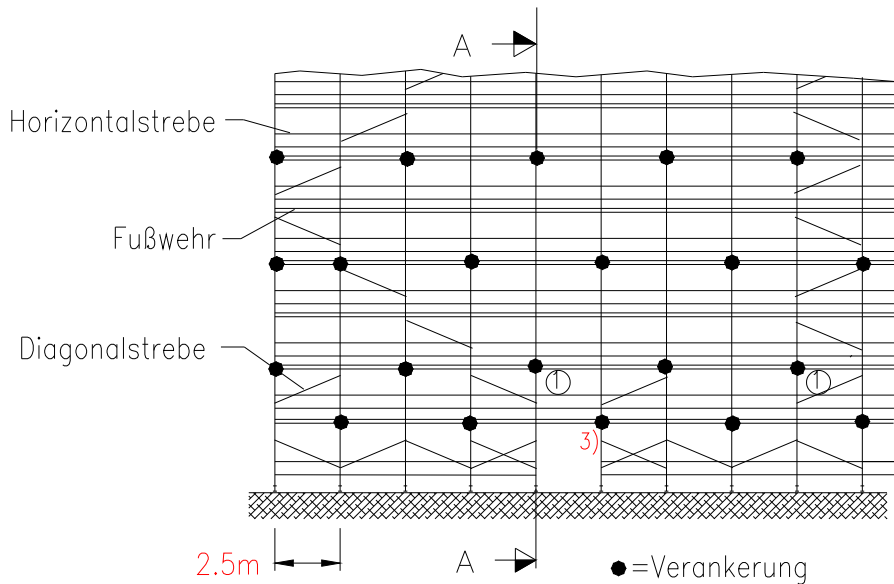 A
Horizontalstrebe
Fußwehr
Diagonalstrebe
1
1
3)
2.5m
A
=Verankerung